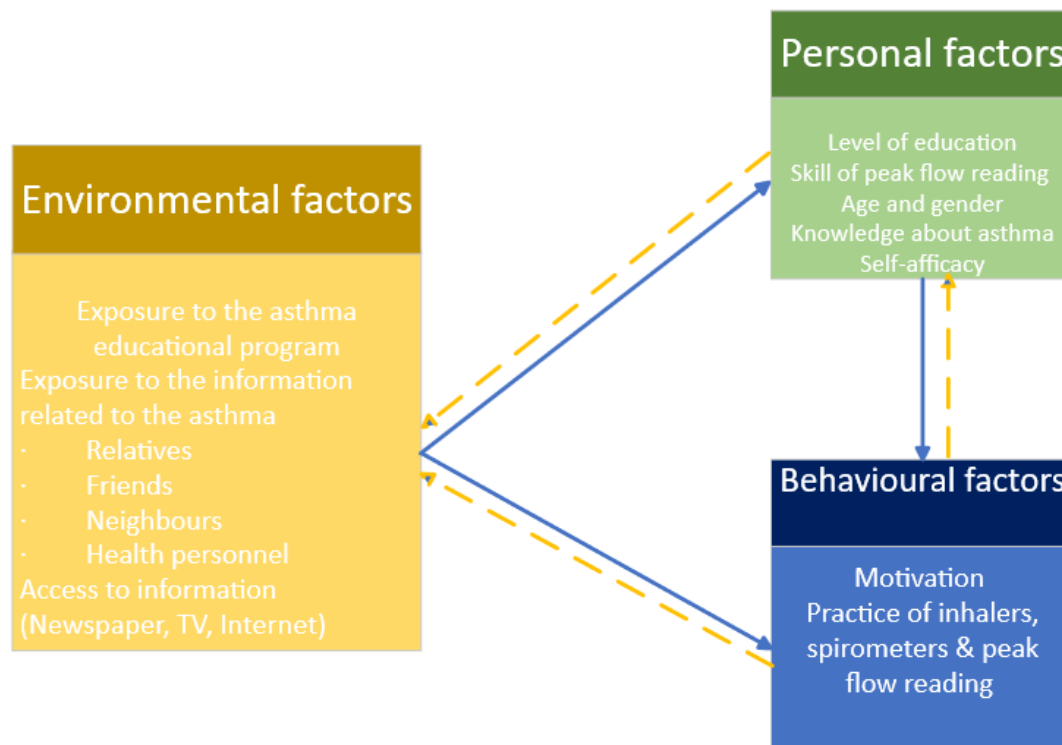 Environmental factors
Exposure to the asthma
educational program
Exposure to the information
related to the asthma
· Relatives
· Friends
· Neighbours
· Health personnel
Access to information
(Newspaper, TV, Internet)
Personal factors
Level of education
Skill of peak flow reading
Age and gender
Knowledge about asthma
Self-afficacy
Behavioural factors
Motivation
Practice of inhalers,
spirometers & peak
flow reading